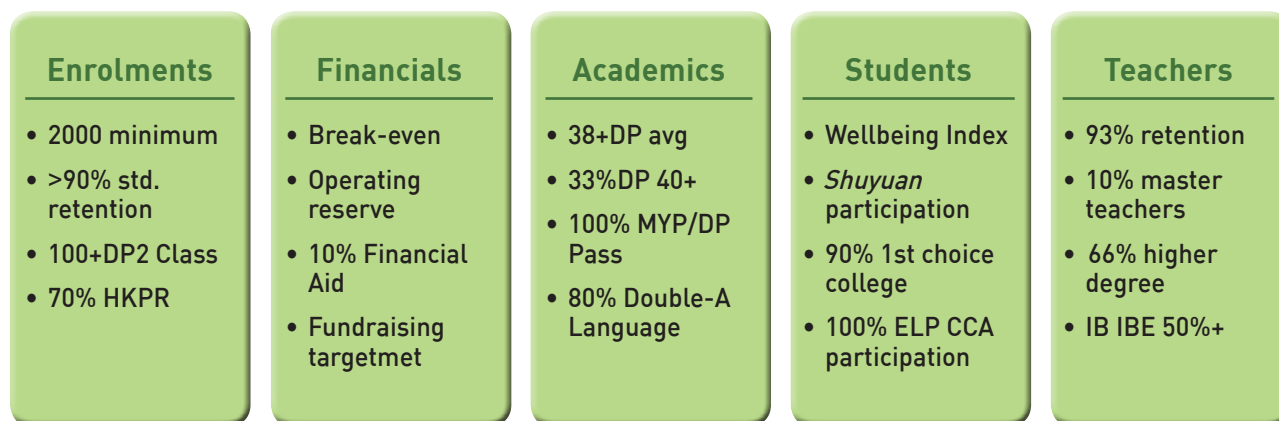 Enrolments
• 2000 minimum
• >90% std.
retention
• 100+DP2 Class
• 70% HKPR
Financials
• Break-even
• Operating
reserve
• 10% Financial
Aid
• Fundraising
targetmet
Academics
• 38+DP avg
• 33%DP 40+
• 100% MYP/DP
Pass
• 80% Double-A
Language
Students
• Wellbeing Index
• Shuyuan
participation
• 90% 1st choice
college
• 100% ELP CCA
participation
Teachers
• 93% retention
• 10% master
teachers
• 66% higher
degree
• IB IBE 50%+